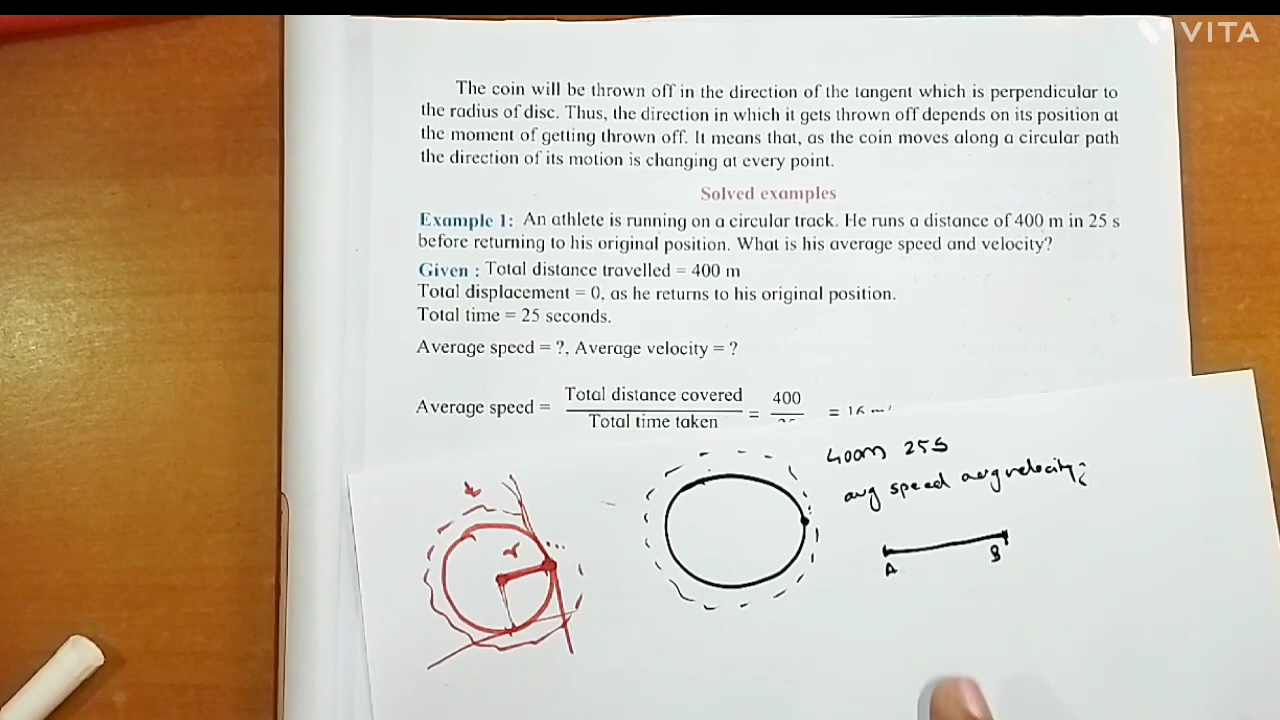 VITA
The coin will be thrown off in the direction of the tangent which is perpendicular to
the radius of disc. Thus, the direction in which it gets thrown off depends on its position at
the moment of getting thrown off. It means that, as the coin moves along a circular path
the direction of its motion is changing at every point.
Solved examples
Example 1: An athlete is running on a circular track. He runs a distance of 400 m in 25 s
before returning to his original position. What is his average speed and velocity?
Given : Total distance travelled = 400 m
Total displacement = 0, as he returns to his original position.
Total time = 25 seconds.
Average speed = ?, Average velocity = ?
Average speed = Total distance covered / Total time taken = 400 = 16
400m 25s
avg speed avg velocity
A B
r